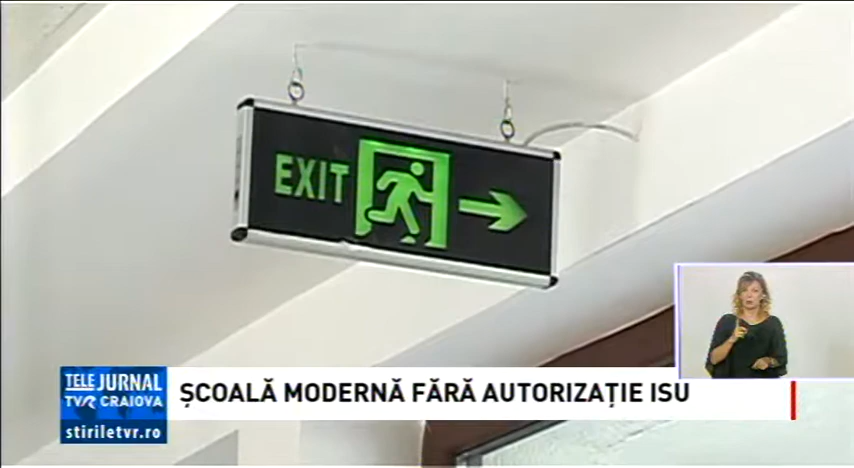 EXIT
TELE JURNAL
TVR CRAIOVA
stiriletvr.ro
ȘCOALĂ MODERNĂ FĂRĂ AUTORIZAȚIE ISU